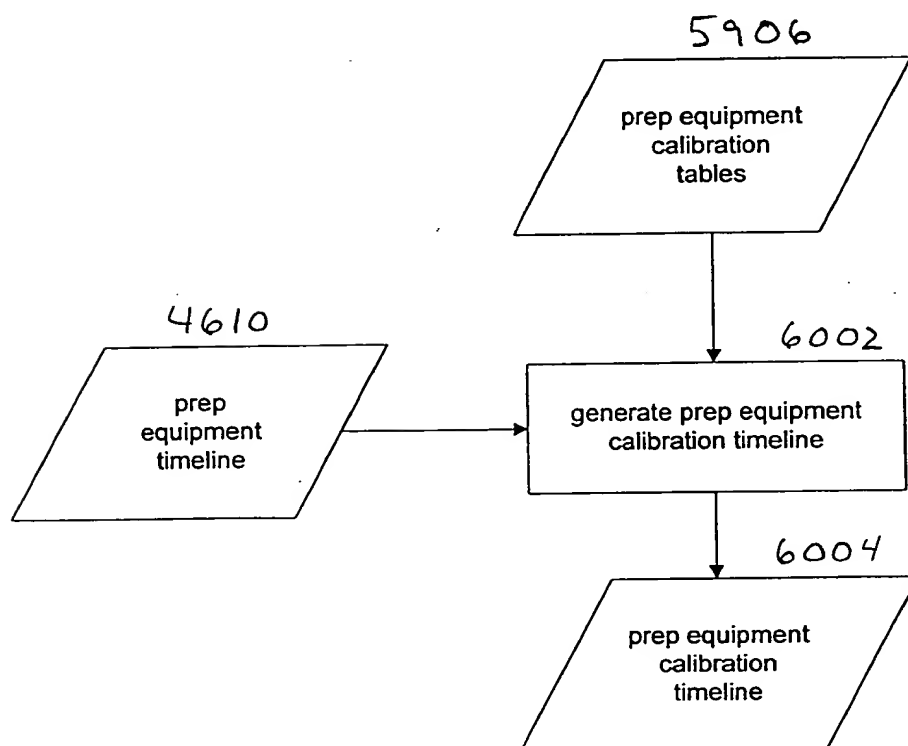 5906
prep equipment
calibration
tables
4610
prep
equipment
timeline
6002
generate prep equipment
calibration timeline
6004
prep equipment
calibration
timeline